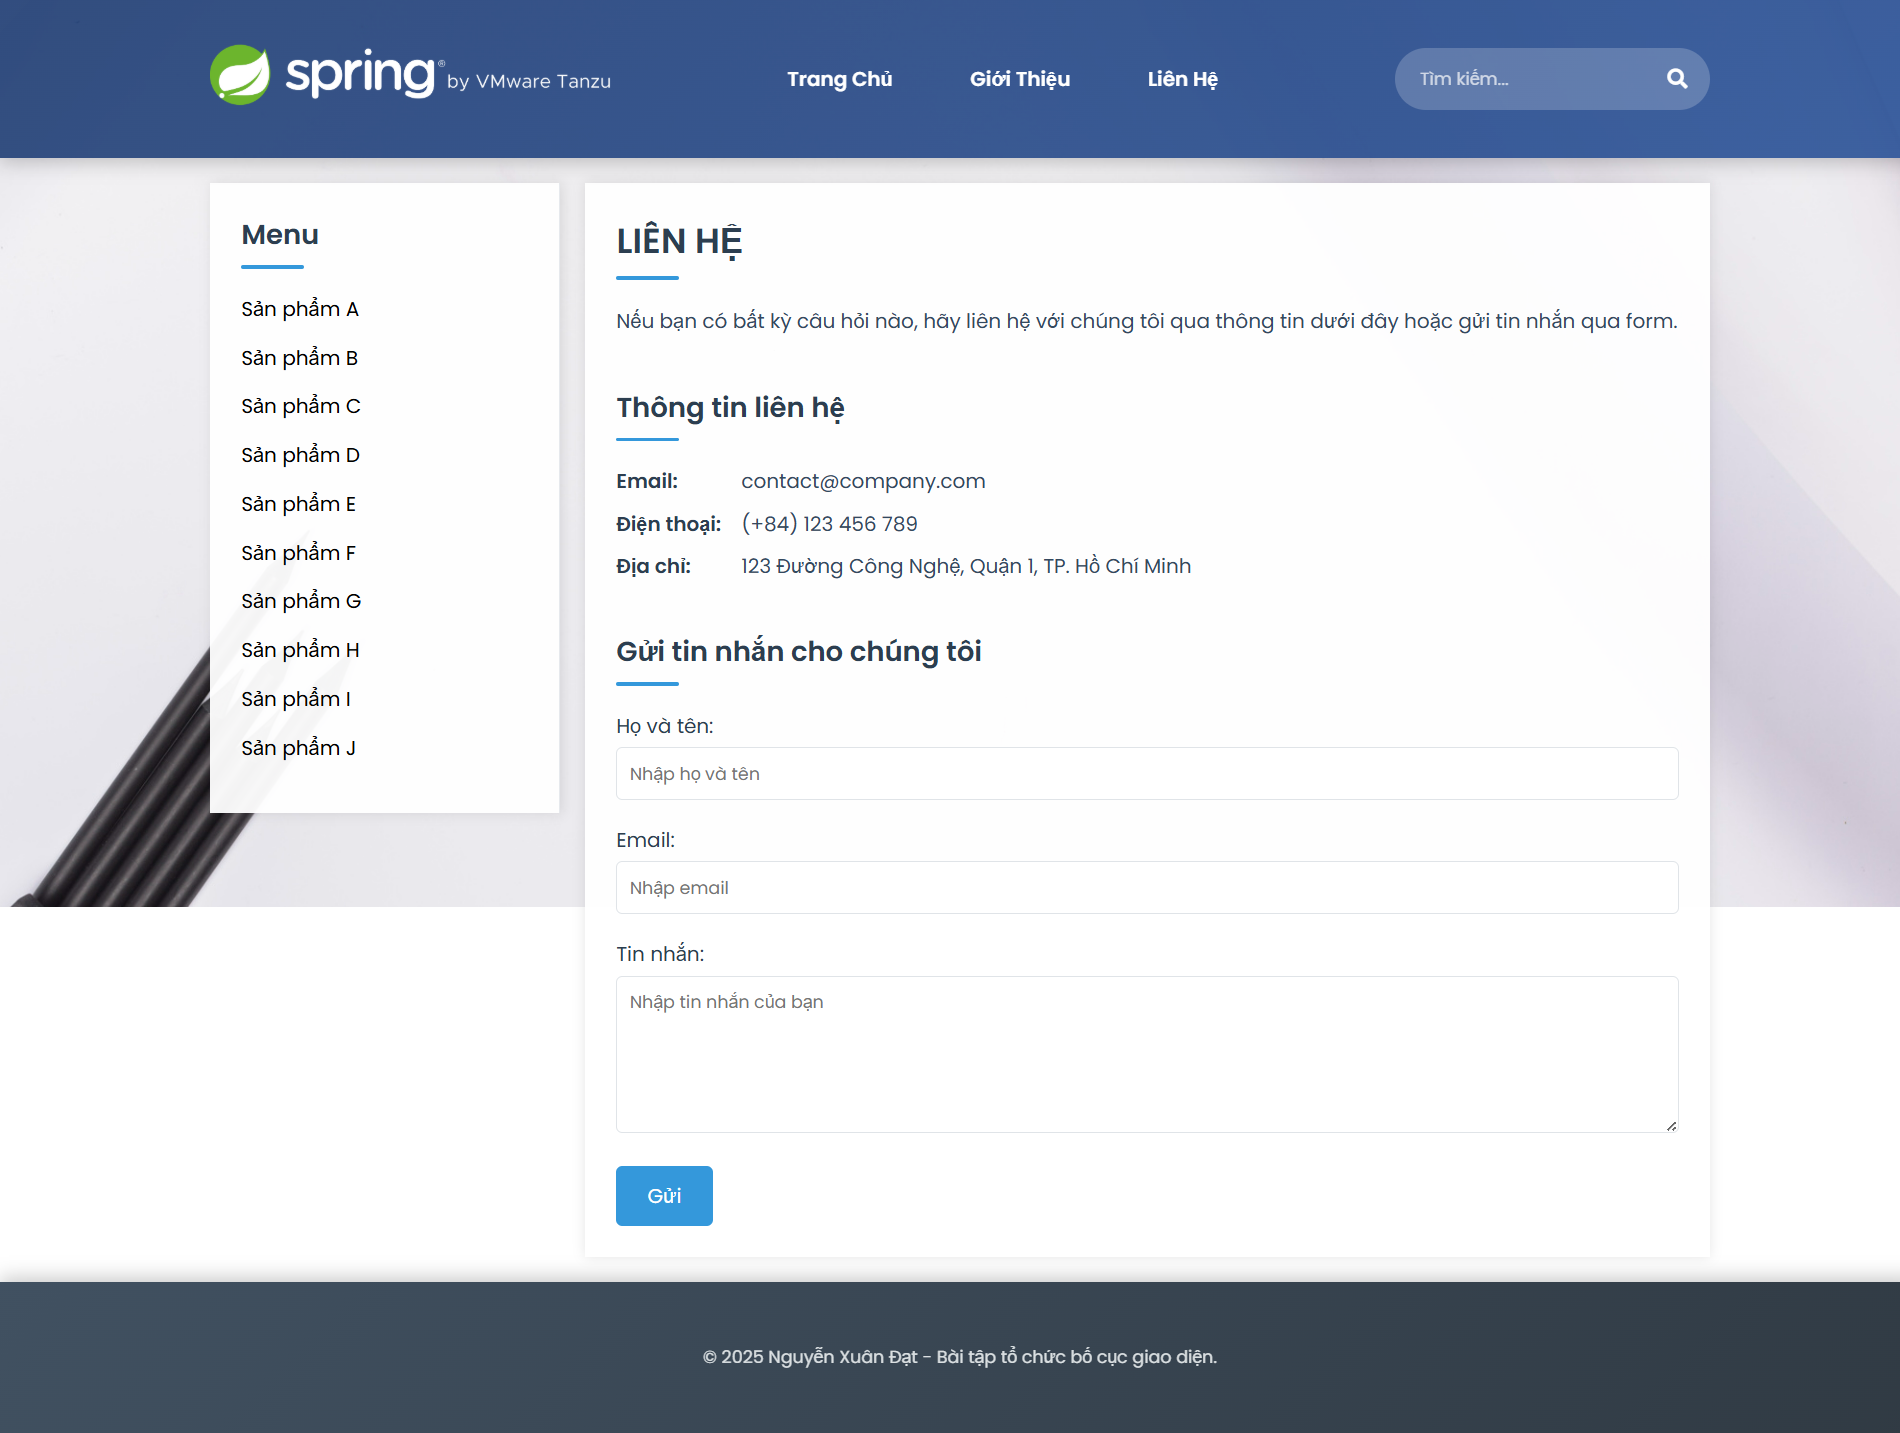 spring® by VMware Tanzu
Trang Chủ
Giới Thiệu
Liên Hệ
Tìm kiếm...
Menu
Sản phẩm A
Sản phẩm B
Sản phẩm C
Sản phẩm D
Sản phẩm E
Sản phẩm F
Sản phẩm G
Sản phẩm H
Sản phẩm I
Sản phẩm J
LIÊN HỆ
Nếu bạn có bất kỳ câu hỏi nào, hãy liên hệ với chúng tôi qua thông tin dưới đây hoặc gửi tin nhắn qua form.
Thông tin liên hệ
Email: contact@company.com
Điện thoại: (+84) 123 456 789
Địa chỉ: 123 Đường Công Nghệ, Quận 1, TP. Hồ Chí Minh
Gửi tin nhắn cho chúng tôi
Họ và tên:
Nhập họ và tên
Email:
Nhập email
Tin nhắn:
Nhập tin nhắn của bạn
Gửi
© 2025 Nguyễn Xuân Đạt - Bài tập tổ chức bố cục giao diện.